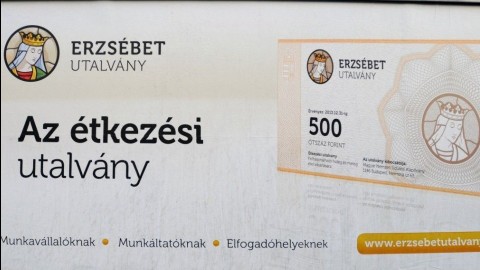 ERZSÉBET
UTALVÁNY
Az étkezési
utalvány
ERZSÉBET
UTALVÁNY
500
ÖTSZÁZ FORINT
Munkavállalóknak • Munkáltatóknak • Elfogadóhelyeknek
www.erzsebetutalvany